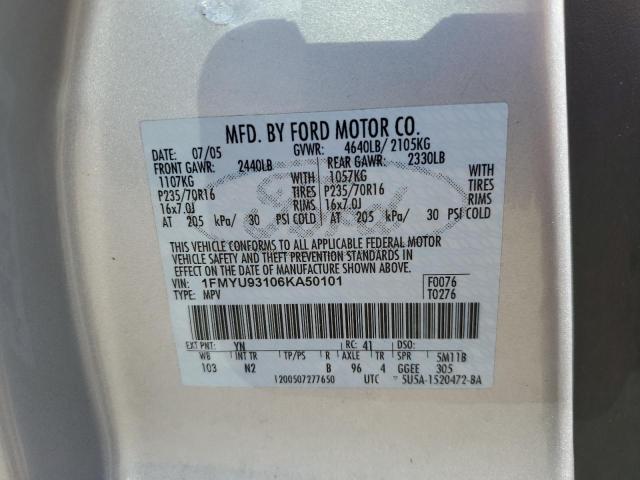 MFD. BY FORD MOTOR CO.
DATE: 07/05 GVWR: 4640LB/ 2105KG
FRONT GAWR: 2440LB REAR GAWR: 2330LB
1107KG WITH 1057KG WITH
P235/70R16 TIRES P235/70R16 TIRES
16x7.0J RIMS 16x7.0J RIMS
AT 205 kPa/ 30 PSI COLD AT 205 kPa/ 30 PSI COLD
THIS VEHICLE CONFORMS TO ALL APPLICABLE FEDERAL MOTOR
VEHICLE SAFETY AND THEFT PREVENTION STANDARDS IN
EFFECT ON THE DATE OF MANUFACTURE SHOWN ABOVE.
VIN: 1FMYU93106KA50101 F0076
TYPE: MPV T0276
EXT PNT: YN RC: 41 DSO:
WB INT TR TP/PS R AXLE TR SPR 5M11B
103 N2 B 96 4 GGEE 305
1200507277650 UTC 5U5A-1520472-BA
Ford